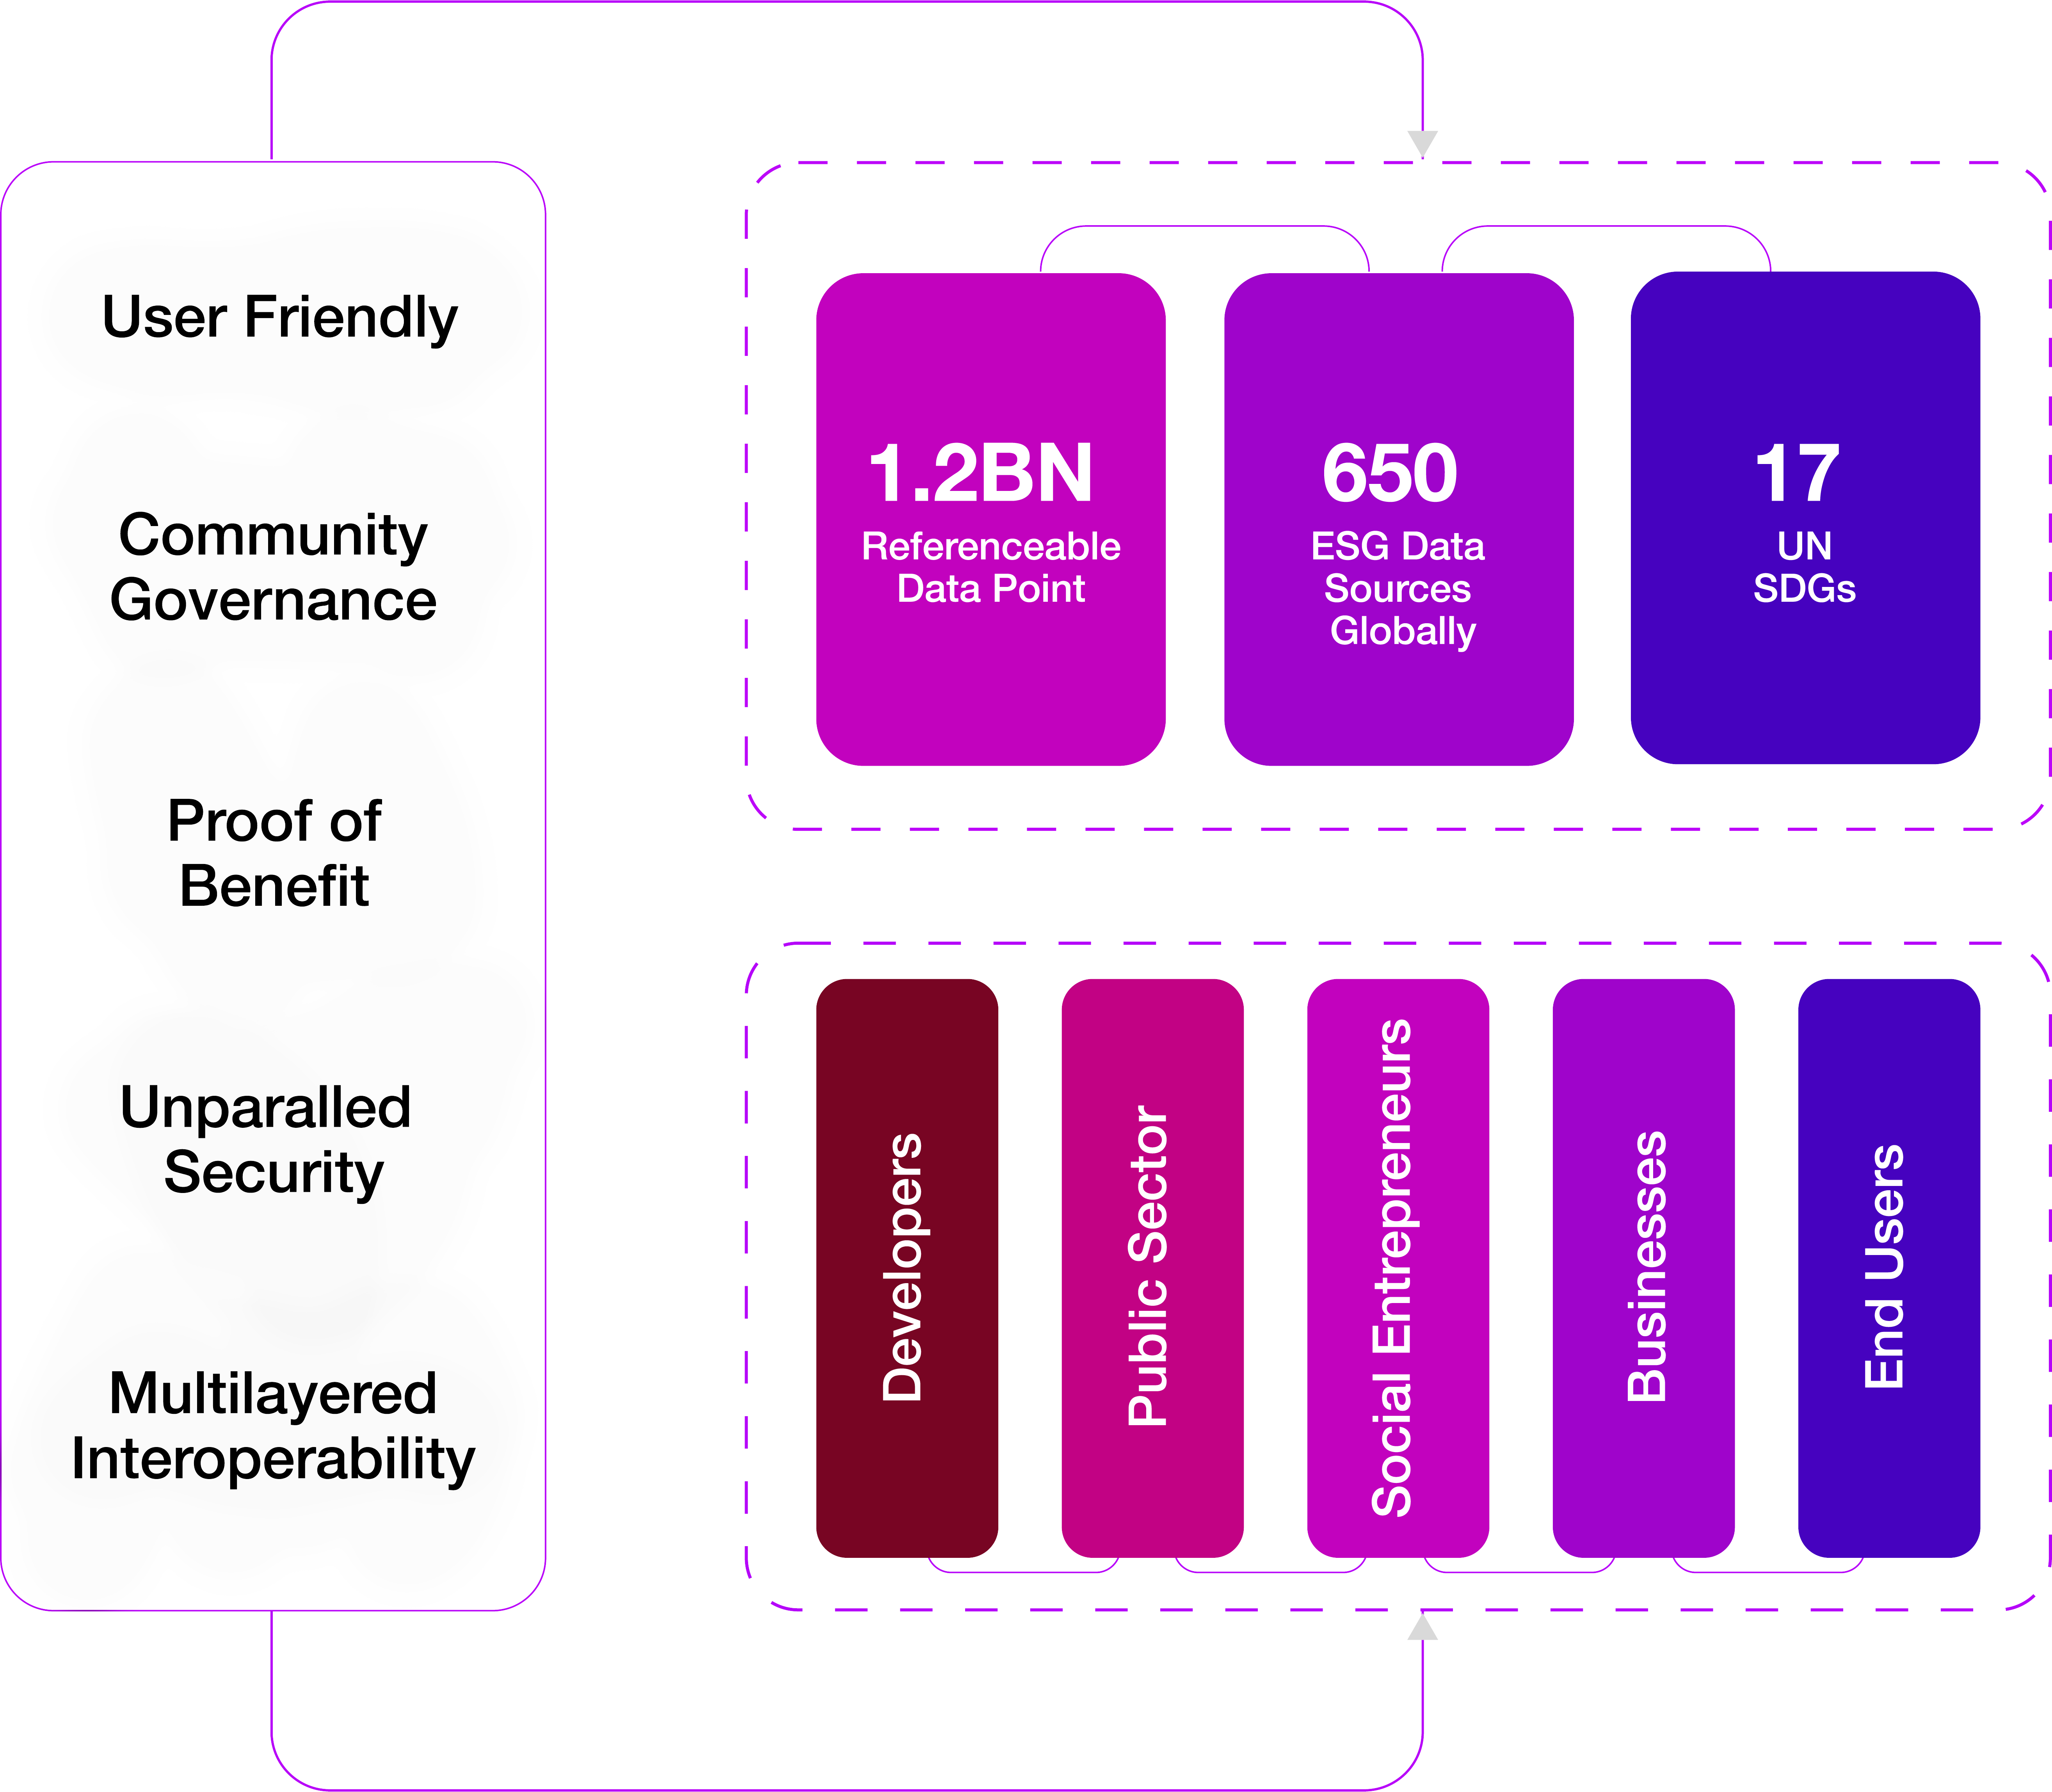 User Friendly
Community
Governance
Proof of
Benefit
Unparalled
Security
Multilayered
Interoperability
1.2BN
Referenceable
Data Point
650
ESG Data
Sources
Globally
17
UN
SDGs
Developers
Public Sector
Social Entrepreneurs
Businesses
End Users